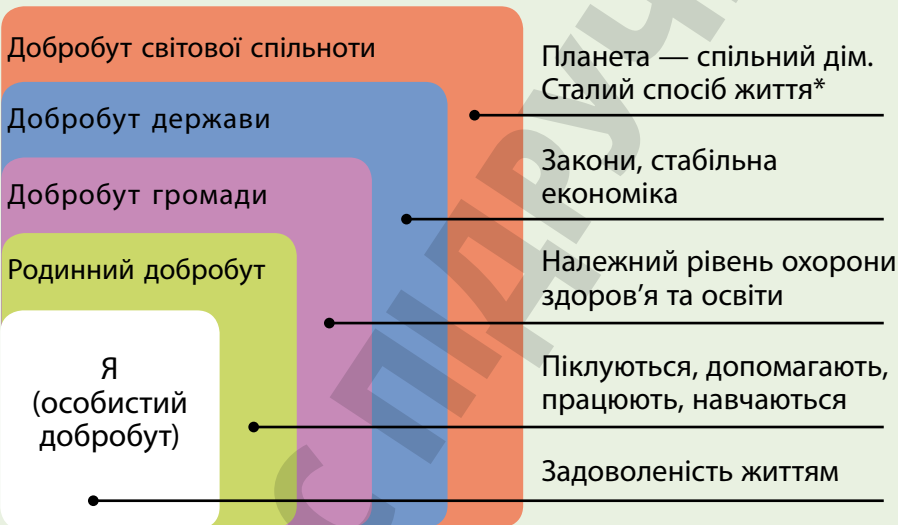 Добробут світової спільноти
Добробут держави
Добробут громади
Родинний добробут
Я
(особистий
добробут)
Планета — спільний дім.
Сталий спосіб життя*
Закони, стабільна
економіка
Належний рівень охорони
здоров’я та освіти
Піклуються, допомагають,
працюють, навчаються
Задоволеність життям